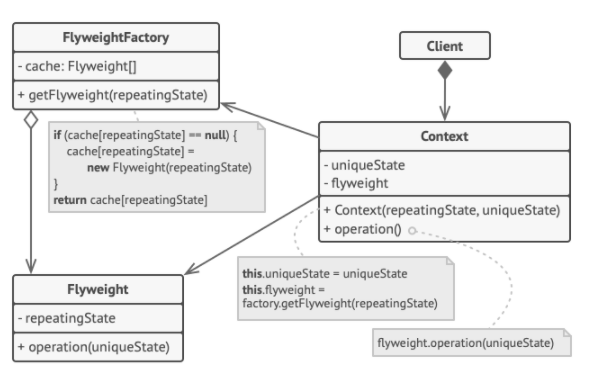 FlyweightFactory
- cache: Flyweight[]
+ getFlyweight(repeatingState)
if (cache[repeatingState] == null) {
cache[repeatingState] =
new Flyweight(repeatingState)
}
return cache[repeatingState]
Client
Context
- uniqueState
- flyweight
+ Context(repeatingState, uniqueState)
+ operation()
this.uniqueState = uniqueState
this.flyweight =
factory.getFlyweight(repeatingState)
flyweight.operation(uniqueState)
Flyweight
- repeatingState
+ operation(uniqueState)